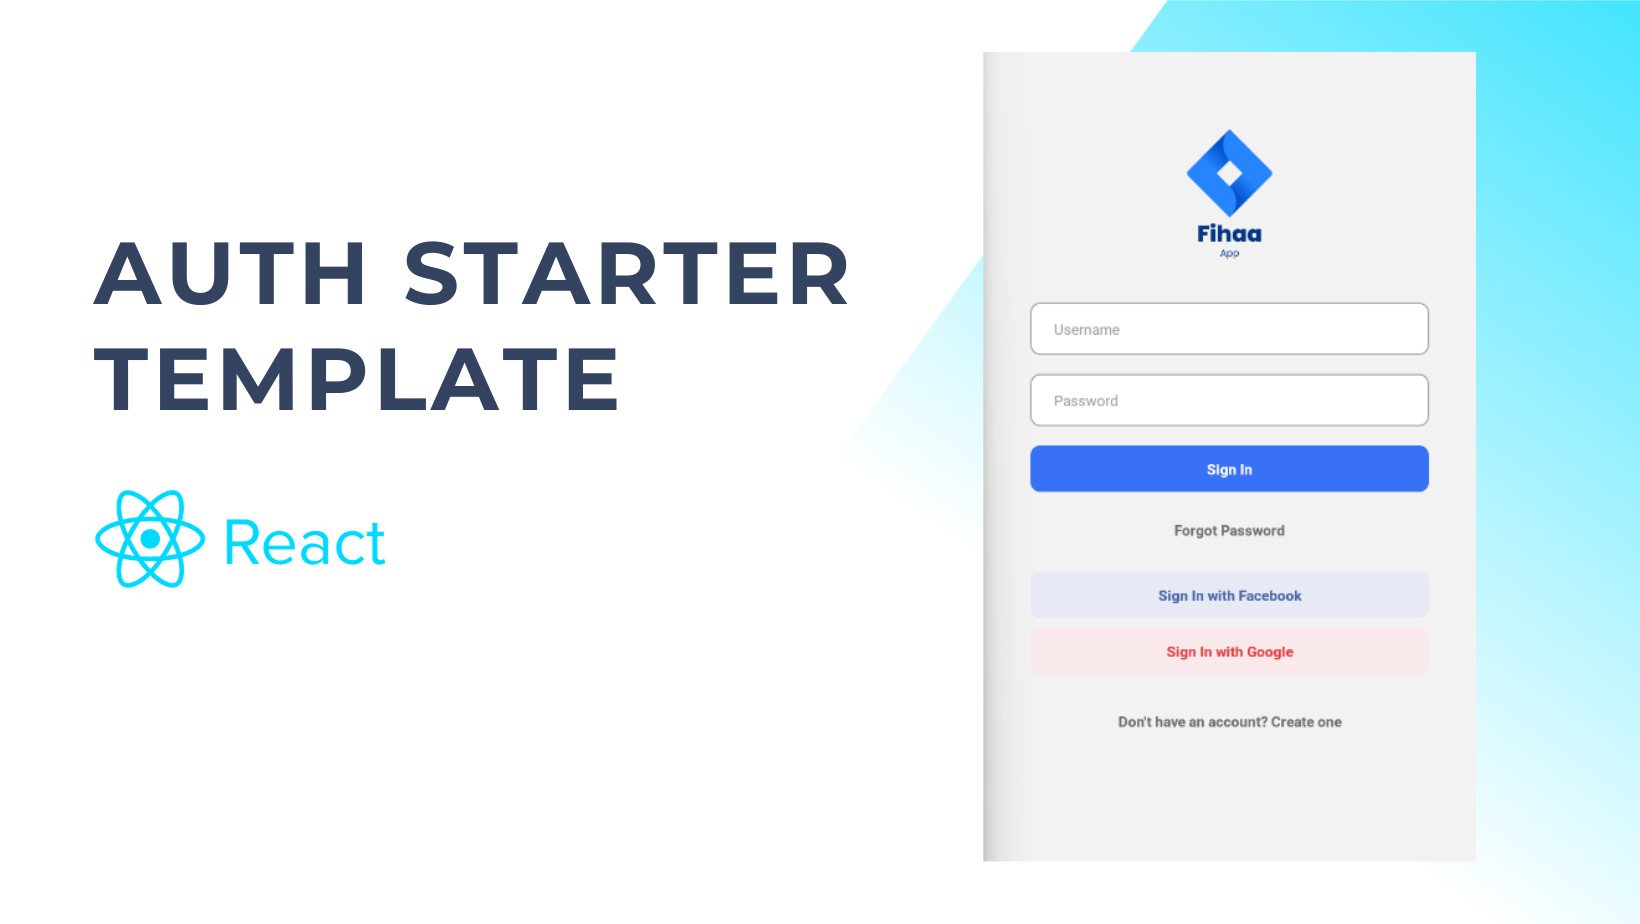 AUTH STARTER
TEMPLATE
React
Fihaa
App
Username
Password
Sign In
Forgot Password
Sign In with Facebook
Sign In with Google
Don't have an account? Create one